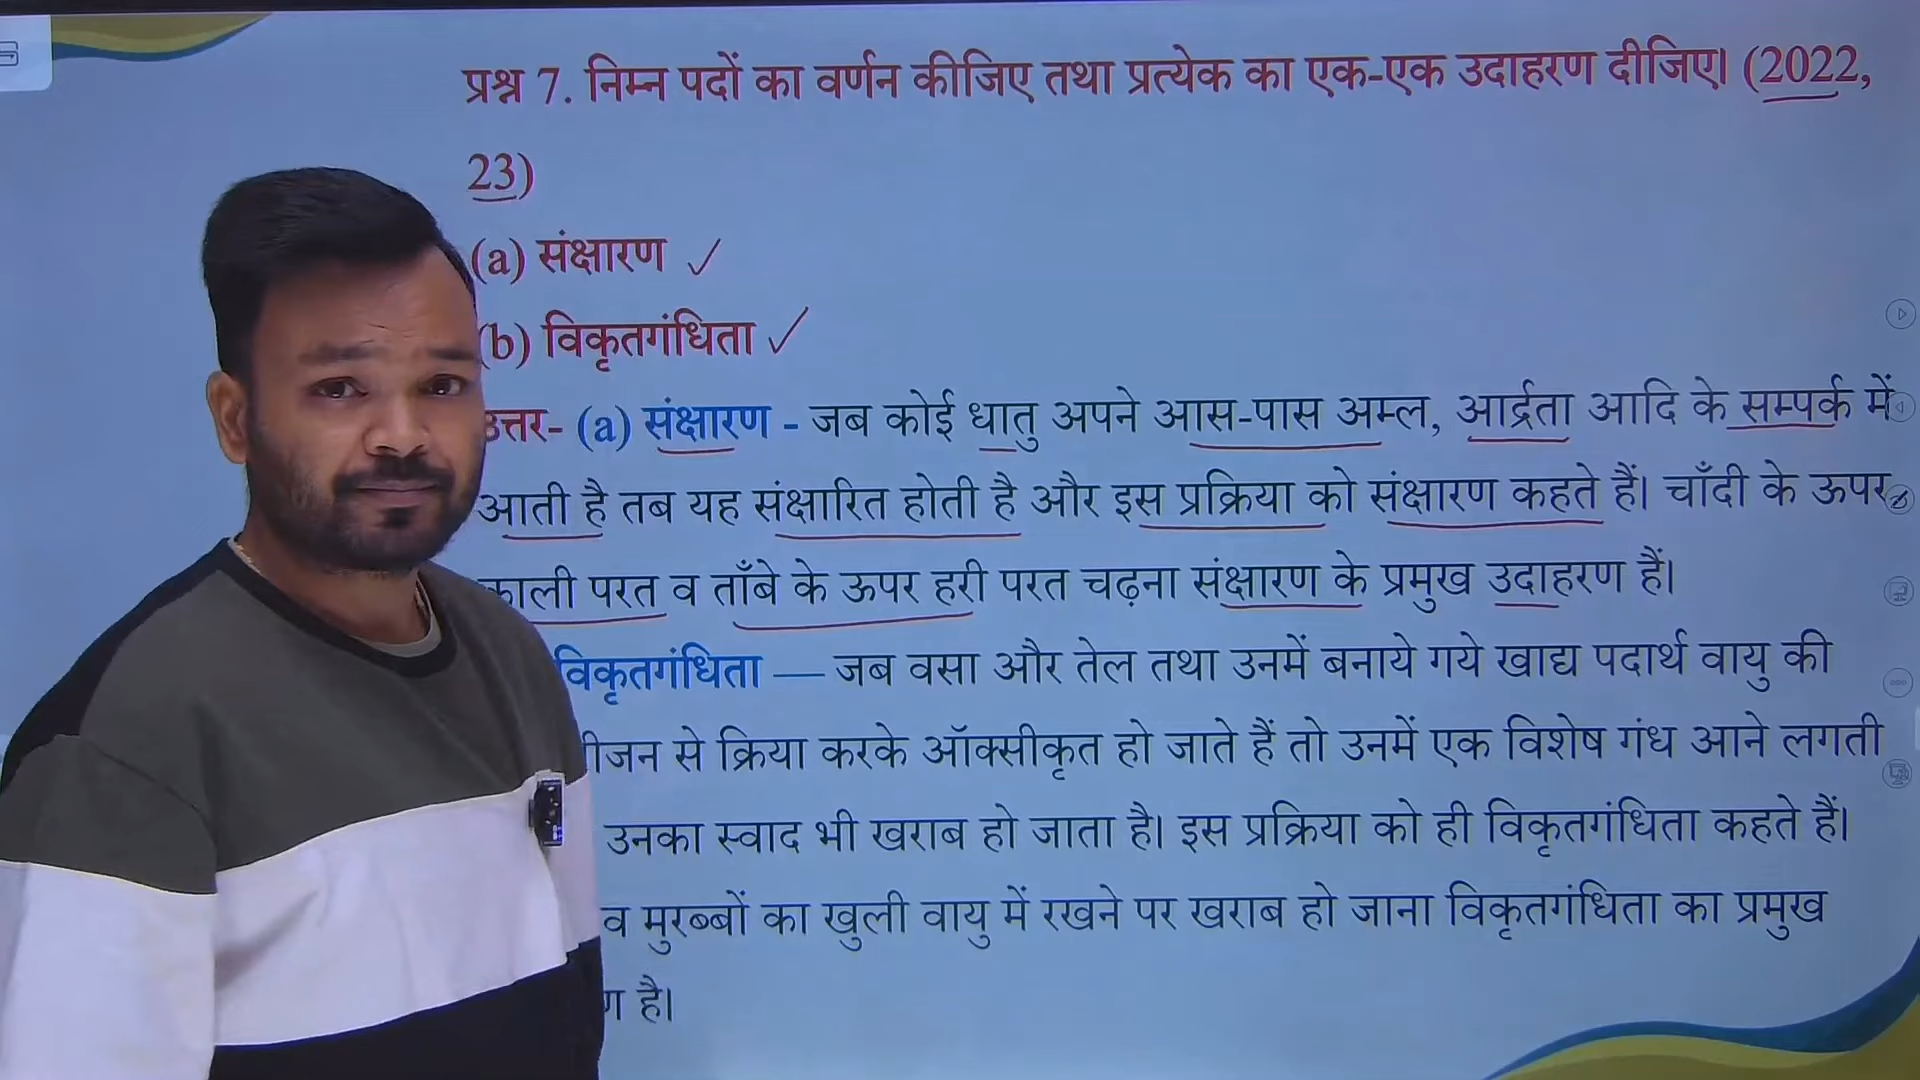 प्रश्न 7. निम्न पदों का वर्णन कीजिए तथा प्रत्येक का एक-एक उदाहरण दीजिए। (2022,
23)
(a) संक्षारण ✓
(b) विकृतगंधिता ✓
उत्तर- (a) संक्षारण - जब कोई धातु अपने आस-पास अम्ल, आर्द्रता आदि के सम्पर्क में
आती है तब यह संक्षारित होती है और इस प्रक्रिया को संक्षारण कहते हैं। चाँदी के ऊपर
काली परत व ताँबे के ऊपर हरी परत चढ़ना संक्षारण के प्रमुख उदाहरण हैं।
विकृतगंधिता — जब वसा और तेल तथा उनमें बनाये गये खाद्य पदार्थ वायु की
से क्रिया करके ऑक्सीकृत हो जाते हैं तो उनमें एक विशेष गंध आने लगती
उनका स्वाद भी खराब हो जाता है। इस प्रक्रिया को ही विकृतगंधिता कहते हैं।
व मुरब्बों का खुली वायु में रखने पर खराब हो जाना विकृतगंधिता का प्रमुख
है।